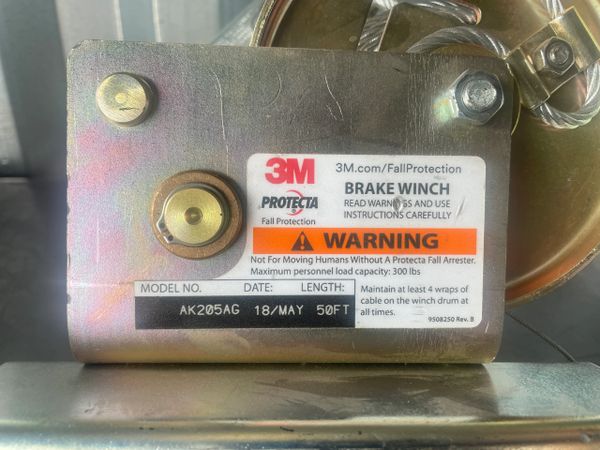 3M
3M.com/FallProtection
PROTECTA
Fall Protection
BRAKE WINCH
READ WARNINGS AND USE
INSTRUCTIONS CAREFULLY
WARNING
Not For Moving Humans Without A Protecta Fall Arrester.
Maximum personnel load capacity: 300 lbs
MODEL NO. DATE: LENGTH:
AK205AG 18/MAY 50FT
Maintain at least 4 wraps of
cable on the winch drum at
all times.
9508250 Rev. B